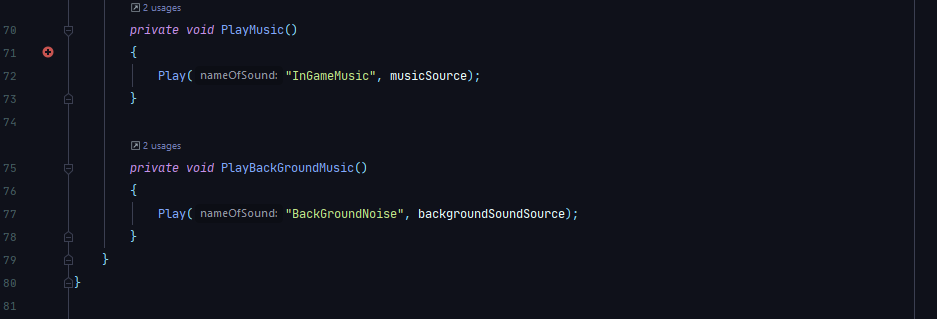 2 usages
70 private void PlayMusic()
71 {
72 Play( nameOfSound: "InGameMusic", musicSource);
73 }
74
2 usages
75 private void PlayBackGroundMusic()
76 {
77 Play( nameOfSound: "BackGroundNoise", backgroundSoundSource);
78 }
79 }
80 }
81